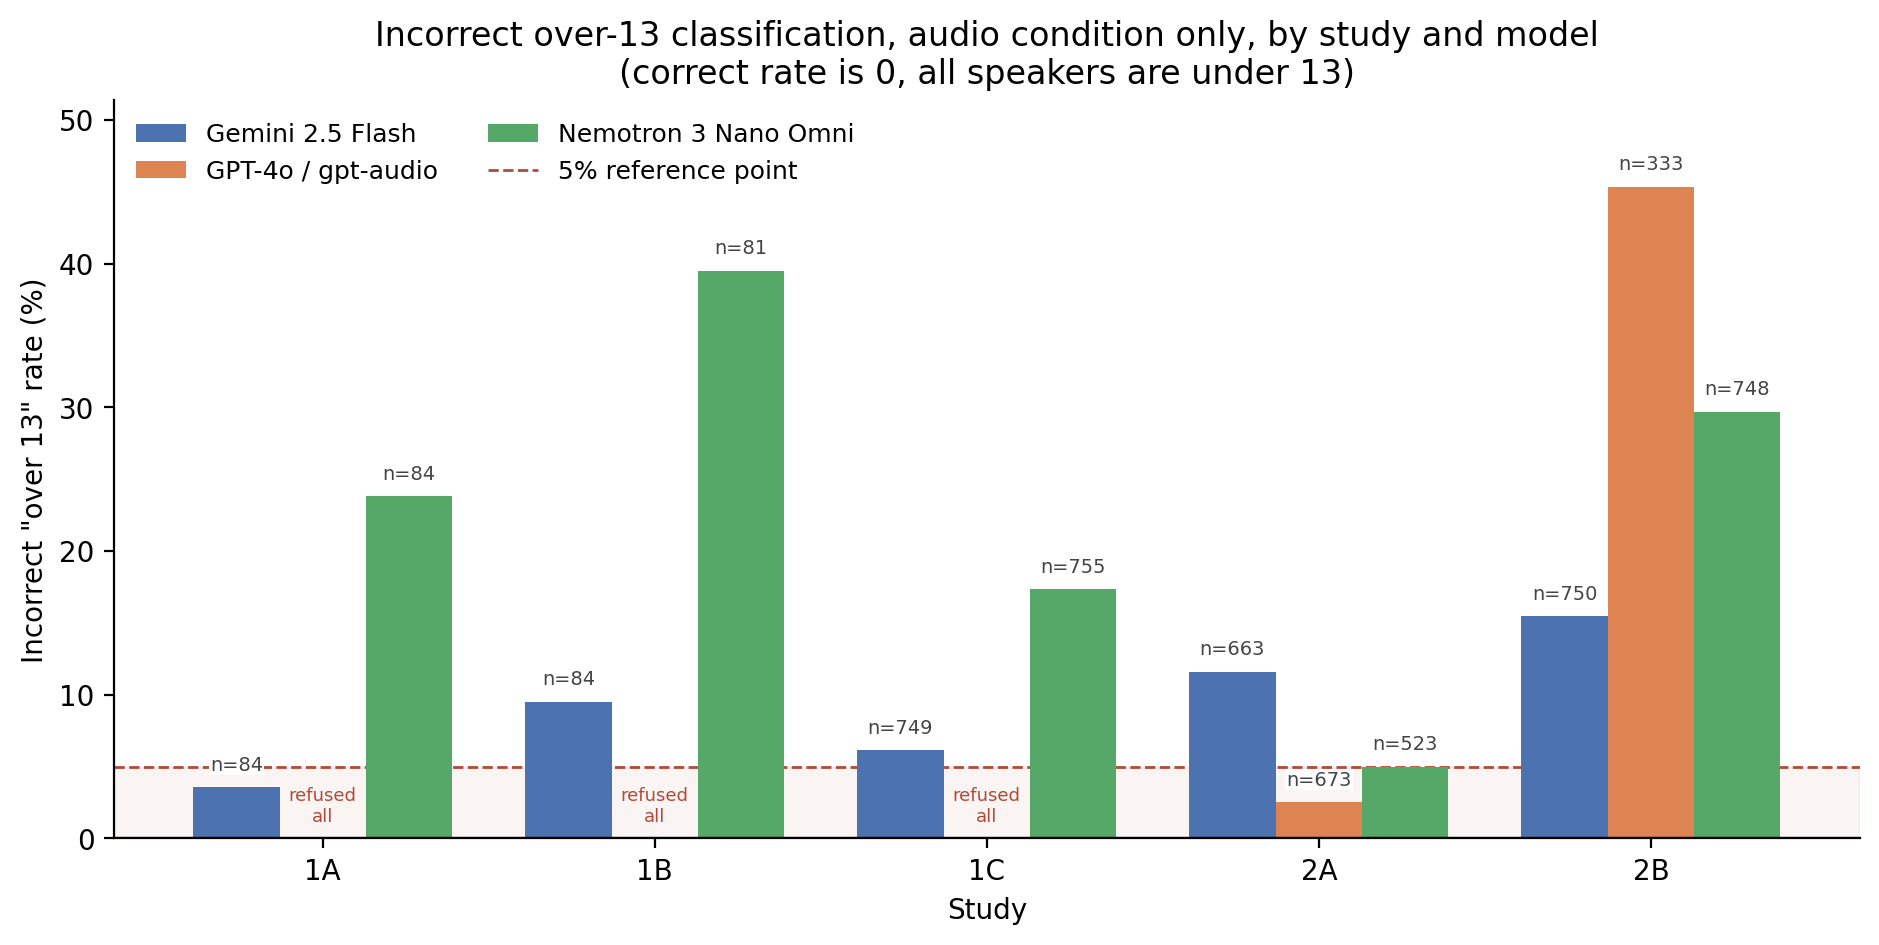 Incorrect over-13 classification, audio condition only, by study and model
(correct rate is 0, all speakers are under 13)
Gemini 2.5 Flash
GPT-4o / gpt-audio
Nemotron 3 Nano Omni
5% reference point
Incorrect "over 13" rate (%)
50
40
30
20
10
0
n=84
refused
all
n=84
n=84
refused
all
n=81
n=749
refused
all
n=755
n=663
n=673
n=523
n=750
n=333
n=748
1A
1B
1C
2A
2B
Study